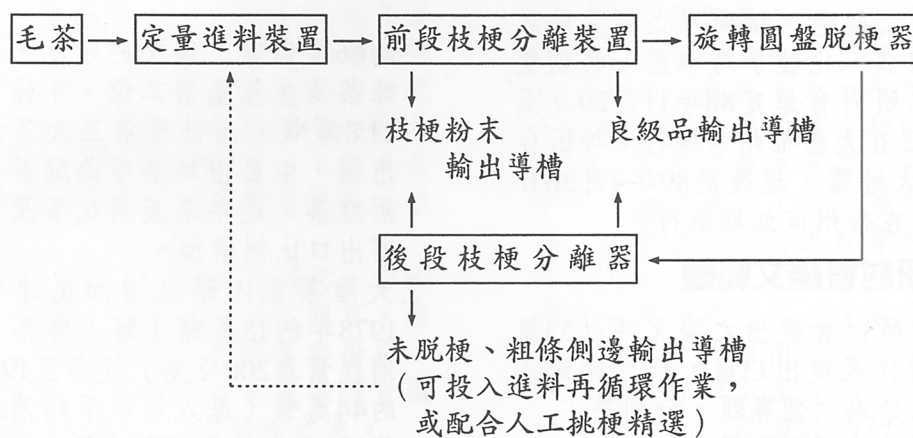 毛茶
定量進料裝置
前段枝梗分離裝置
旋轉圓盤脫梗器
枝梗粉末
輸出導槽
良級品輸出導槽
後段枝梗分離器
未脫梗、粗條側邊輸出導槽
(可投入進料再循環作業，
或配合人工挑梗精選)